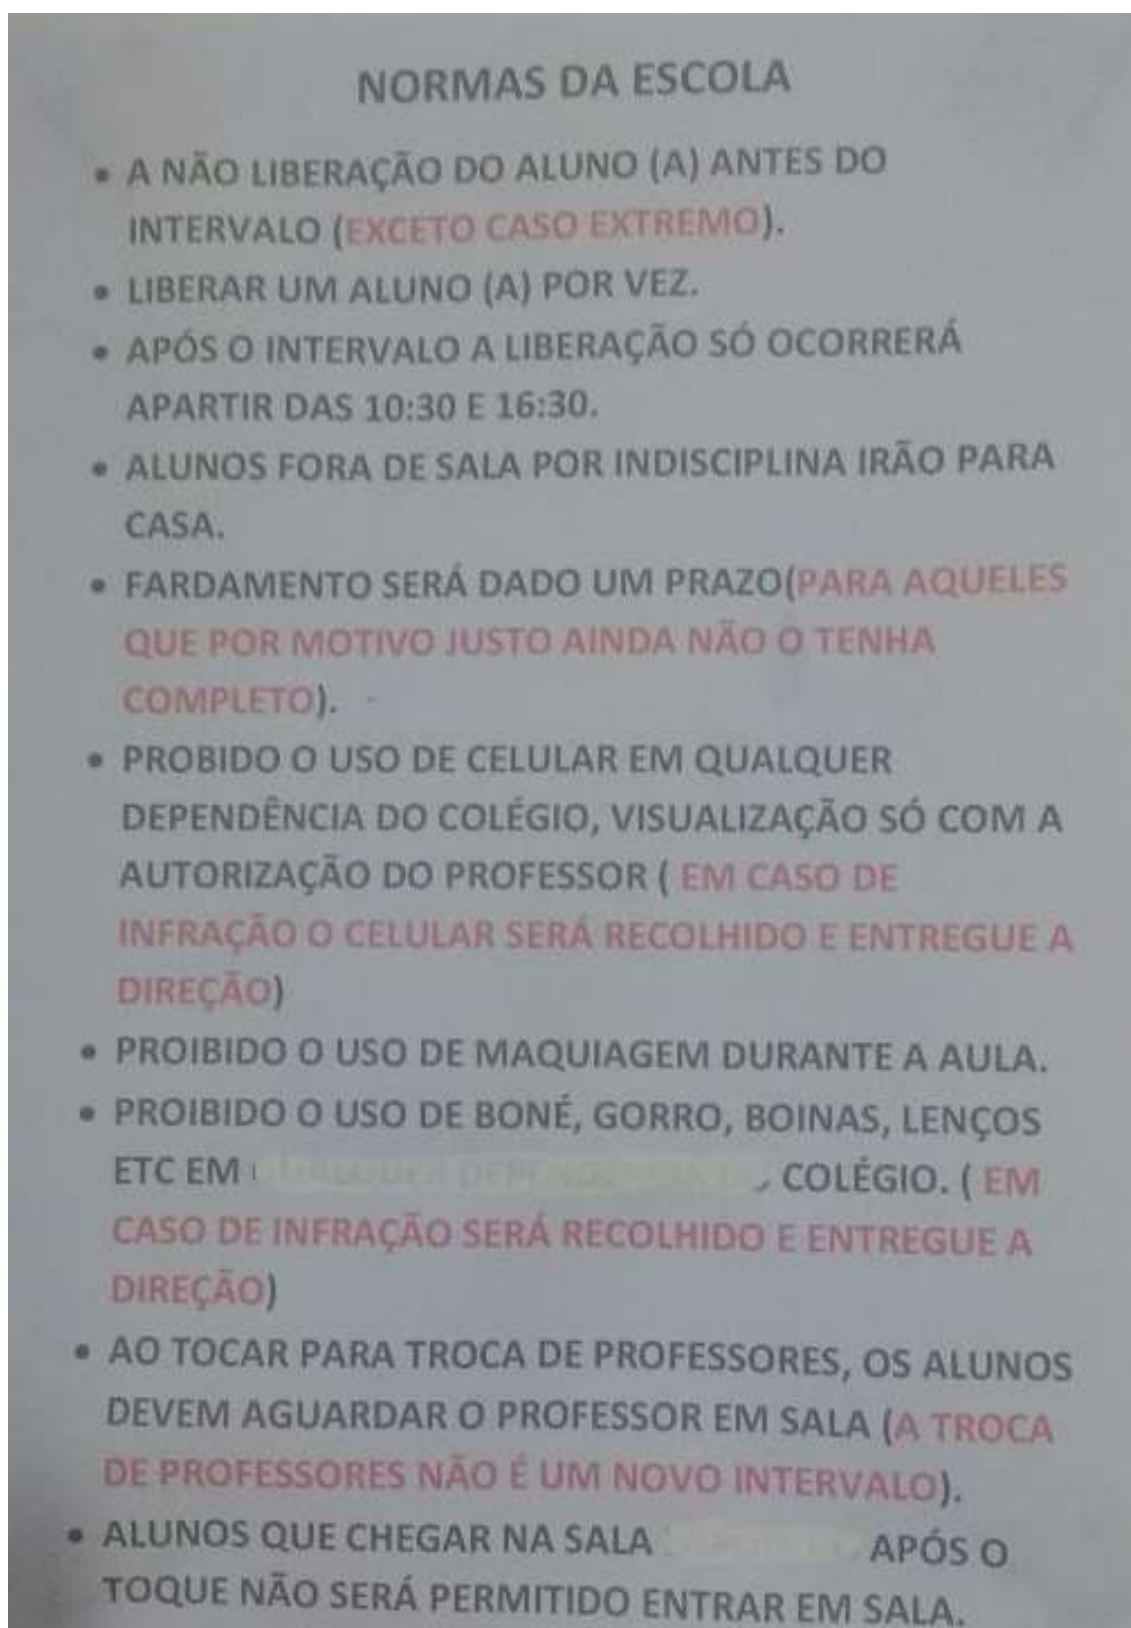 NORMAS DA ESCOLA
• A NÃO LIBERAÇÃO DO ALUNO (A) ANTES DO
INTERVALO (EXCETO CASO EXTREMO).
• LIBERAR UM ALUNO (A) POR VEZ.
• APÓS O INTERVALO A LIBERAÇÃO SÓ OCORRERÁ
APARTIR DAS 10:30 E 16:30.
• ALUNOS FORA DE SALA POR INDISCIPLINA IRÃO PARA
CASA.
• FARDAMENTO SERÁ DADO UM PRAZO(PARA AQUELES
QUE POR MOTIVO JUSTO AINDA NÃO O TENHA
COMPLETO).
• PROBIDO O USO DE CELULAR EM QUALQUER
DEPENDÊNCIA DO COLÉGIO, VISUALIZAÇÃO SÓ COM A
AUTORIZAÇÃO DO PROFESSOR ( EM CASO DE
INFRAÇÃO O CELULAR SERÁ RECOLHIDO E ENTREGUE A
DIREÇÃO)
• PROIBIDO O USO DE MAQUIAGEM DURANTE A AULA.
• PROIBIDO O USO DE BONÉ, GORRO, BOINAS, LENÇOS
ETC EM COLÉGIO. ( EM
CASO DE INFRAÇÃO SERÁ RECOLHIDO E ENTREGUE A
DIREÇÃO)
• AO TOCAR PARA TROCA DE PROFESSORES, OS ALUNOS
DEVEM AGUARDAR O PROFESSOR EM SALA (A TROCA
DE PROFESSORES NÃO É UM NOVO INTERVALO).
• ALUNOS QUE CHEGAR NA SALA APÓS O
TOQUE NÃO SERÁ PERMITIDO ENTRAR EM SALA.